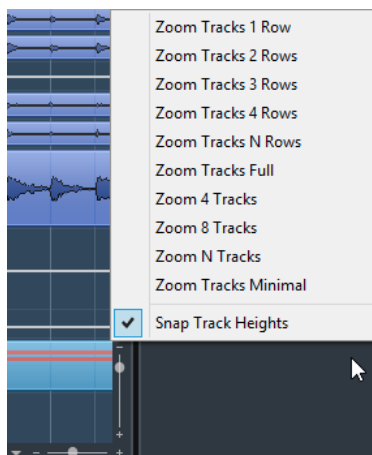 Zoom Tracks 1 Row
Zoom Tracks 2 Rows
Zoom Tracks 3 Rows
Zoom Tracks 4 Rows
Zoom Tracks N Rows
Zoom Tracks Full
Zoom 4 Tracks
Zoom 8 Tracks
Zoom N Tracks
Zoom Tracks Minimal
Snap Track Heights